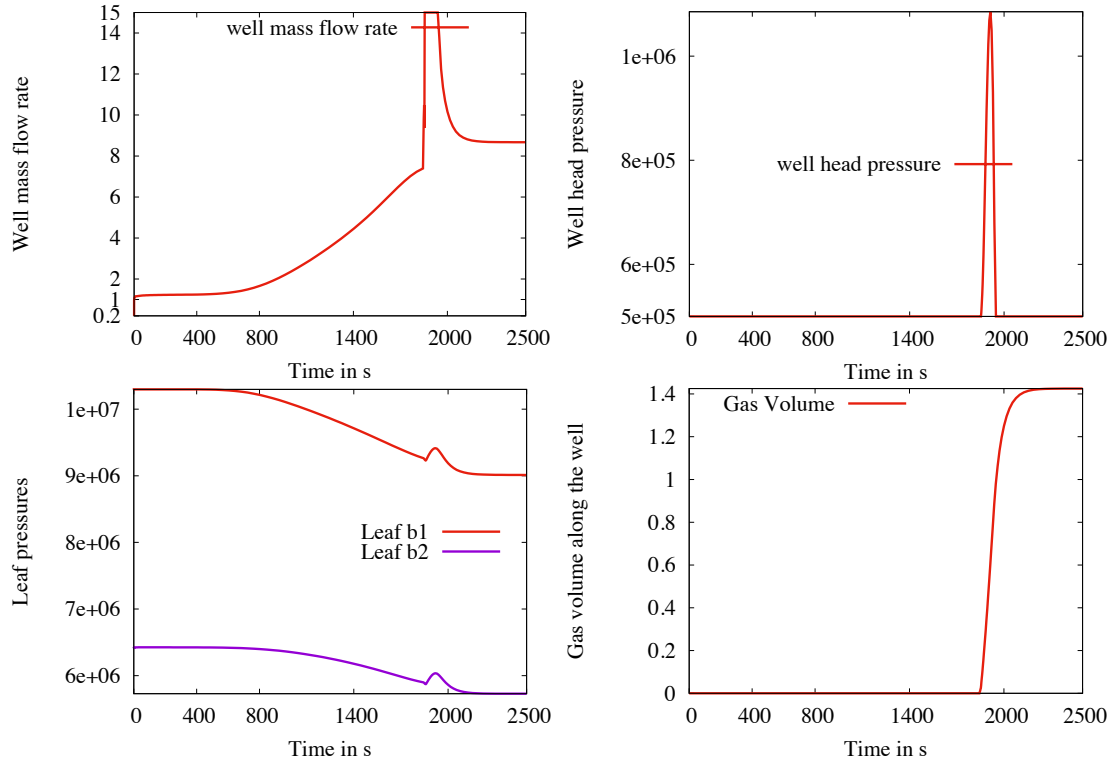 Well mass flow rate
15
14
12
10
8
6
4
2
1
0.2
well mass flow rate
0
400
800
1400
2000
2500
Time in s
Well head pressure
1e+06
8e+05
6e+05
5e+05
well head pressure
0
400
800
1400
2000
2500
Time in s
Leaf pressures
1e+07
9e+06
8e+06
7e+06
6e+06
Leaf b1
Leaf b2
0
400
800
1400
2000
2500
Time in s
Gas volume along the well
1.4
1.2
1
0.8
0.6
0.4
0.2
0
Gas Volume
0
400
800
1400
2000
2500
Time in s